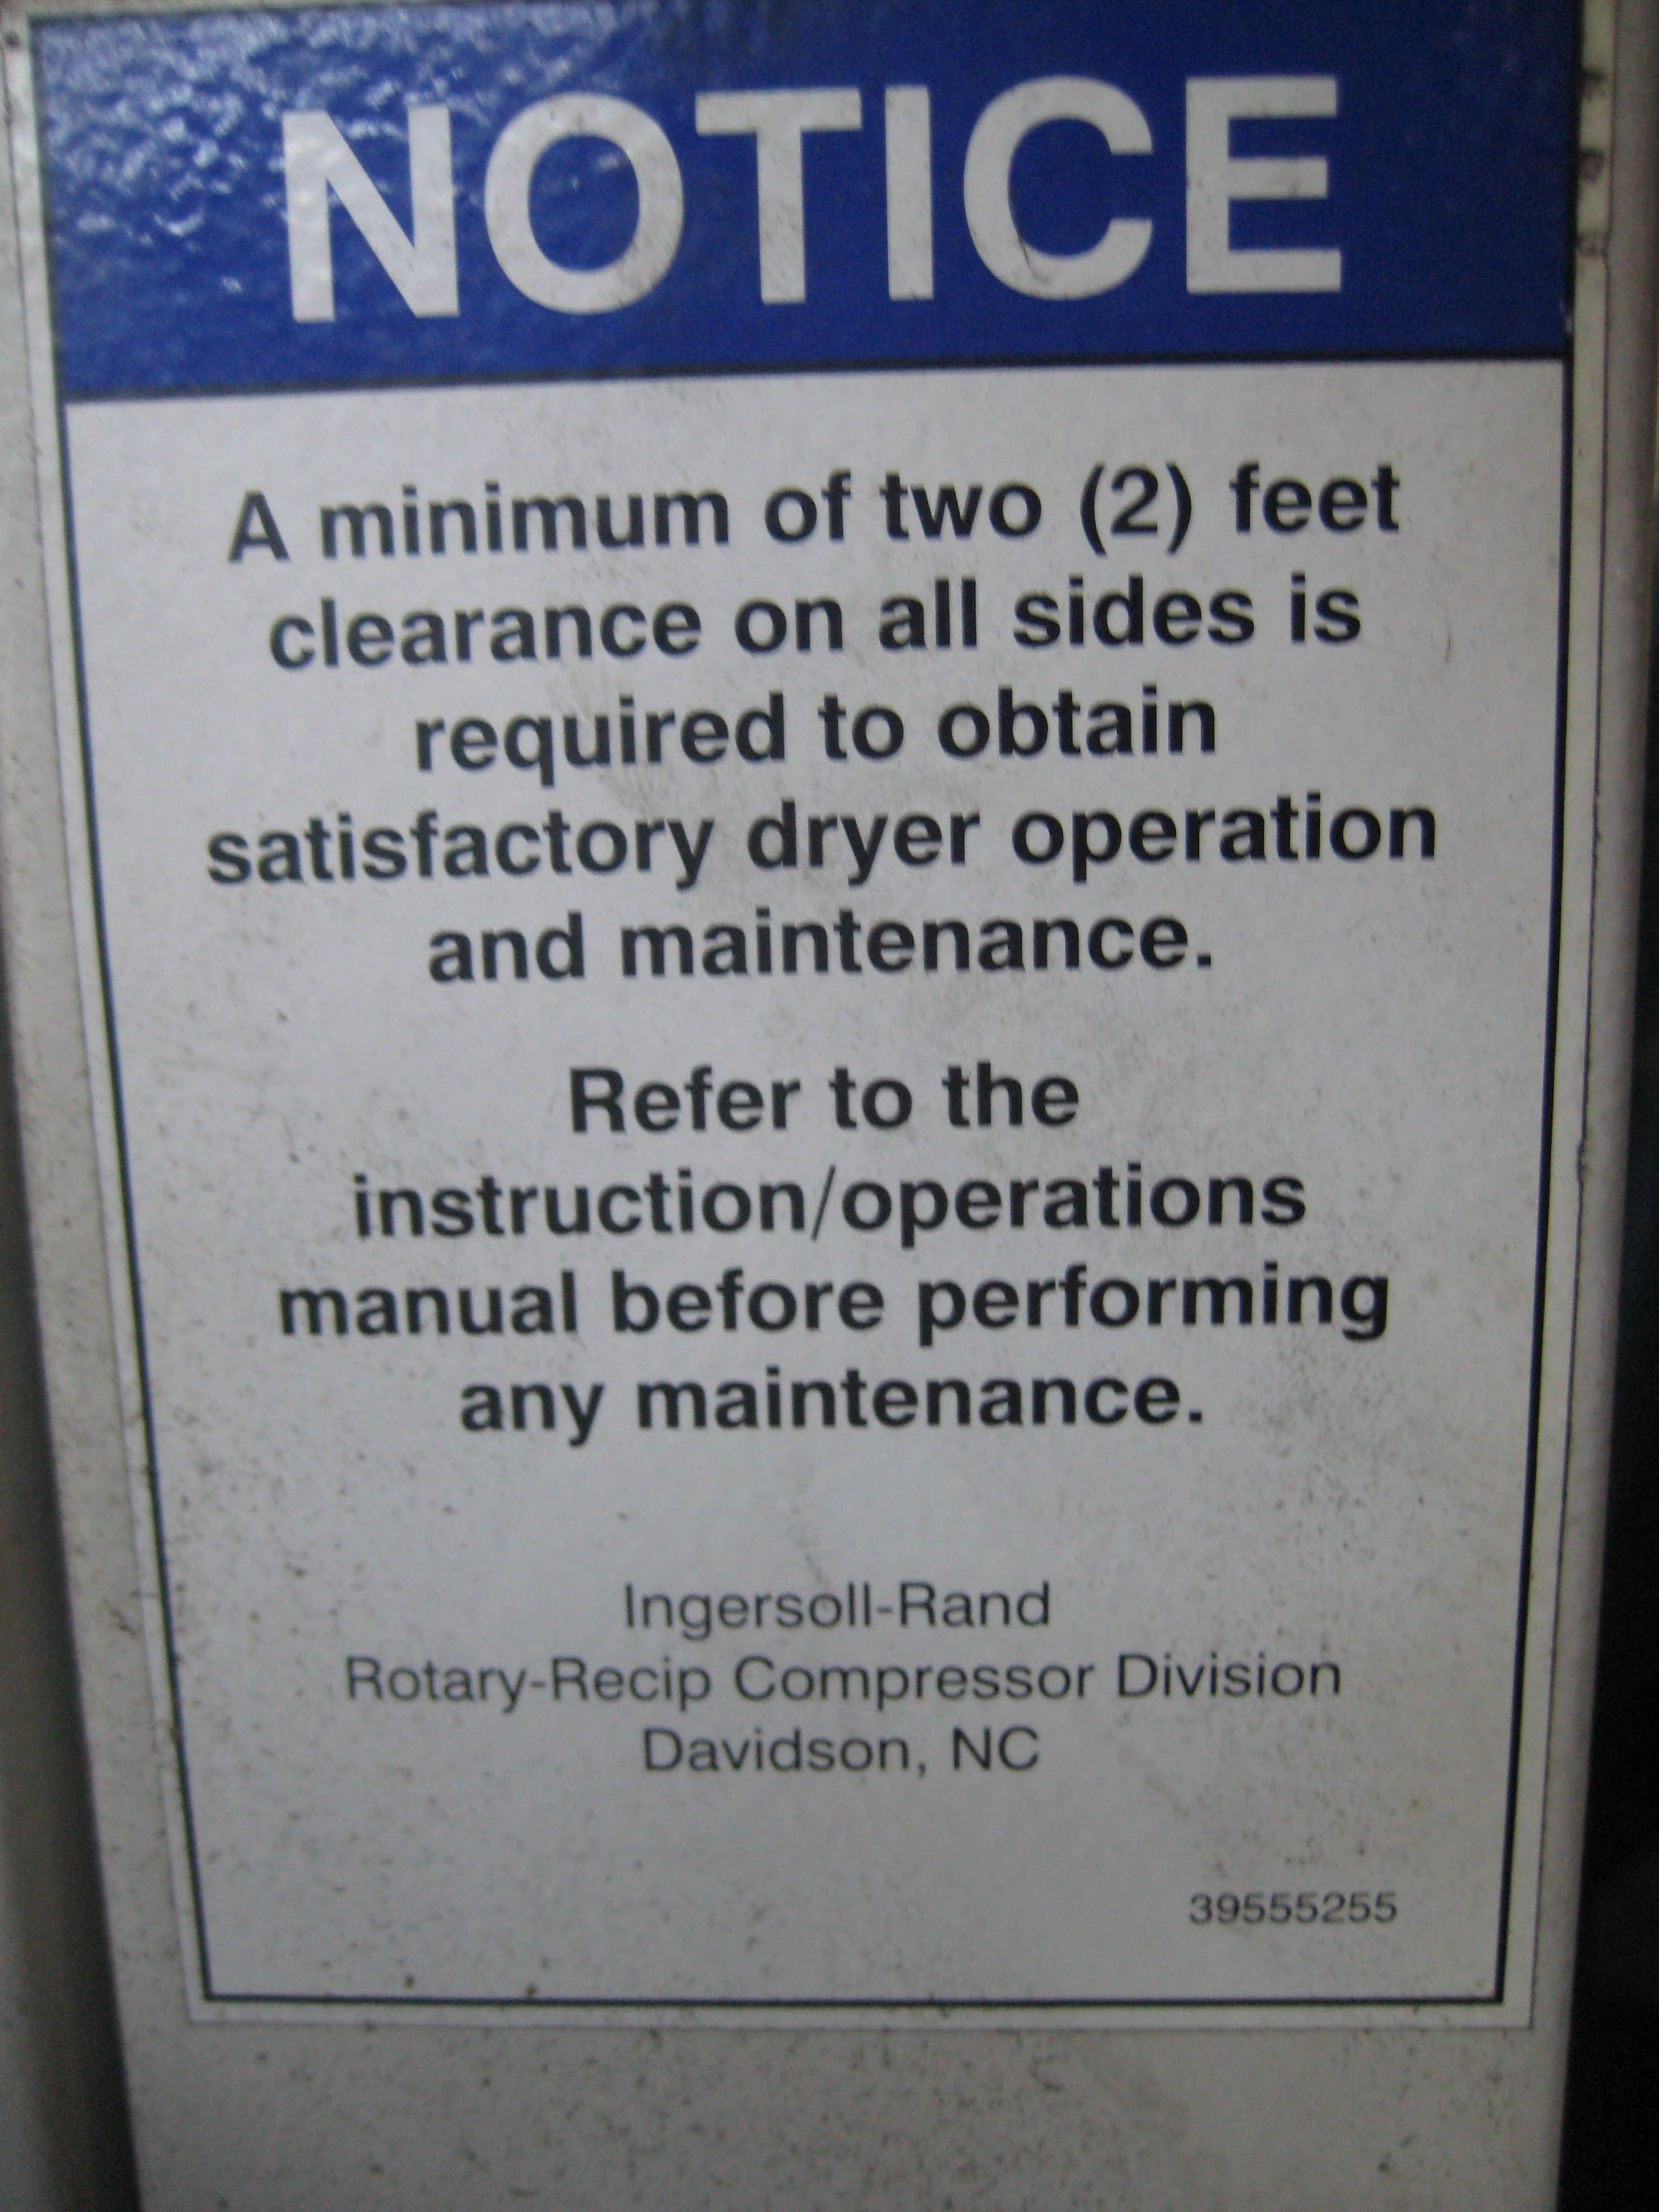 NOTICE
A minimum of two (2) feet
clearance on all sides is
required to obtain
satisfactory dryer operation
and maintenance.
Refer to the
instruction/operations
manual before performing
any maintenance.
Ingersoll-Rand
Rotary-Recip Compressor Division
Davidson, NC
39555255